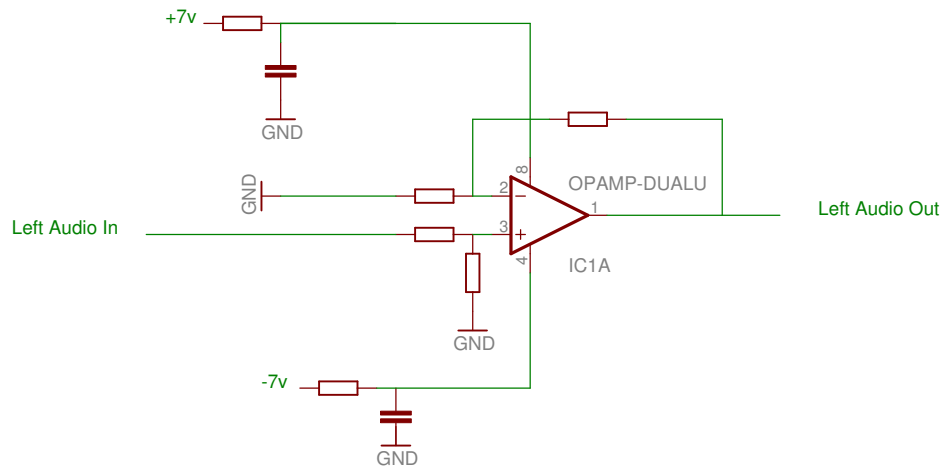 +7v
GND
8
OPAMP-DUALU
GND
2
1
Left Audio Out
Left Audio In
3
4
IC1A
GND
-7v
GND